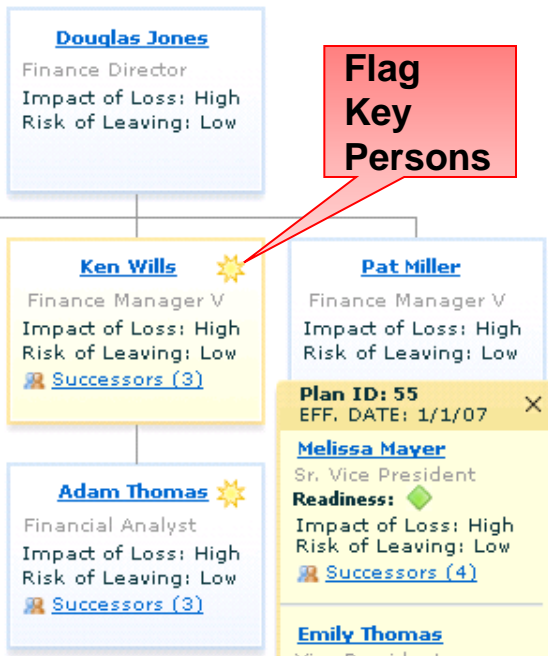 Douglas Jones
Finance Director
Impact of Loss: High
Risk of Leaving: Low
Flag
Key
Persons
Ken Wills
Finance Manager V
Impact of Loss: High
Risk of Leaving: Low
Successors (3)
Pat Miller
Finance Manager V
Impact of Loss: High
Risk of Leaving: Low
Adam Thomas
Financial Analyst
Impact of Loss: High
Risk of Leaving: Low
Successors (3)
Plan ID: 55
EFF. DATE: 1/1/07
Melissa Mayer
Sr. Vice President
Readiness:
Impact of Loss: High
Risk of Leaving: Low
Successors (4)
Emily Thomas
Vice President